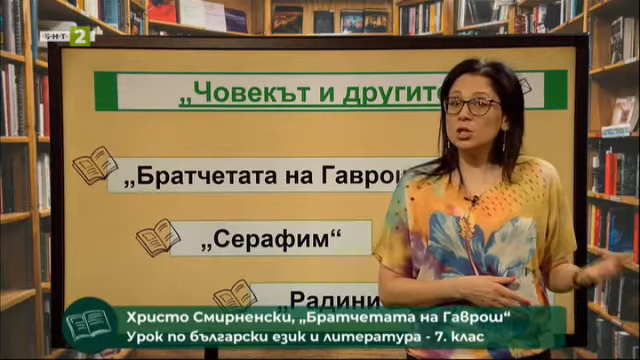 БНТ 2
„Човекът и другите
„Братчетата на Гаврош
„Серафим“
„Радини
Христо Смирненски, „Братчетата на Гаврош“
Урок по български език и литература - 7. клас